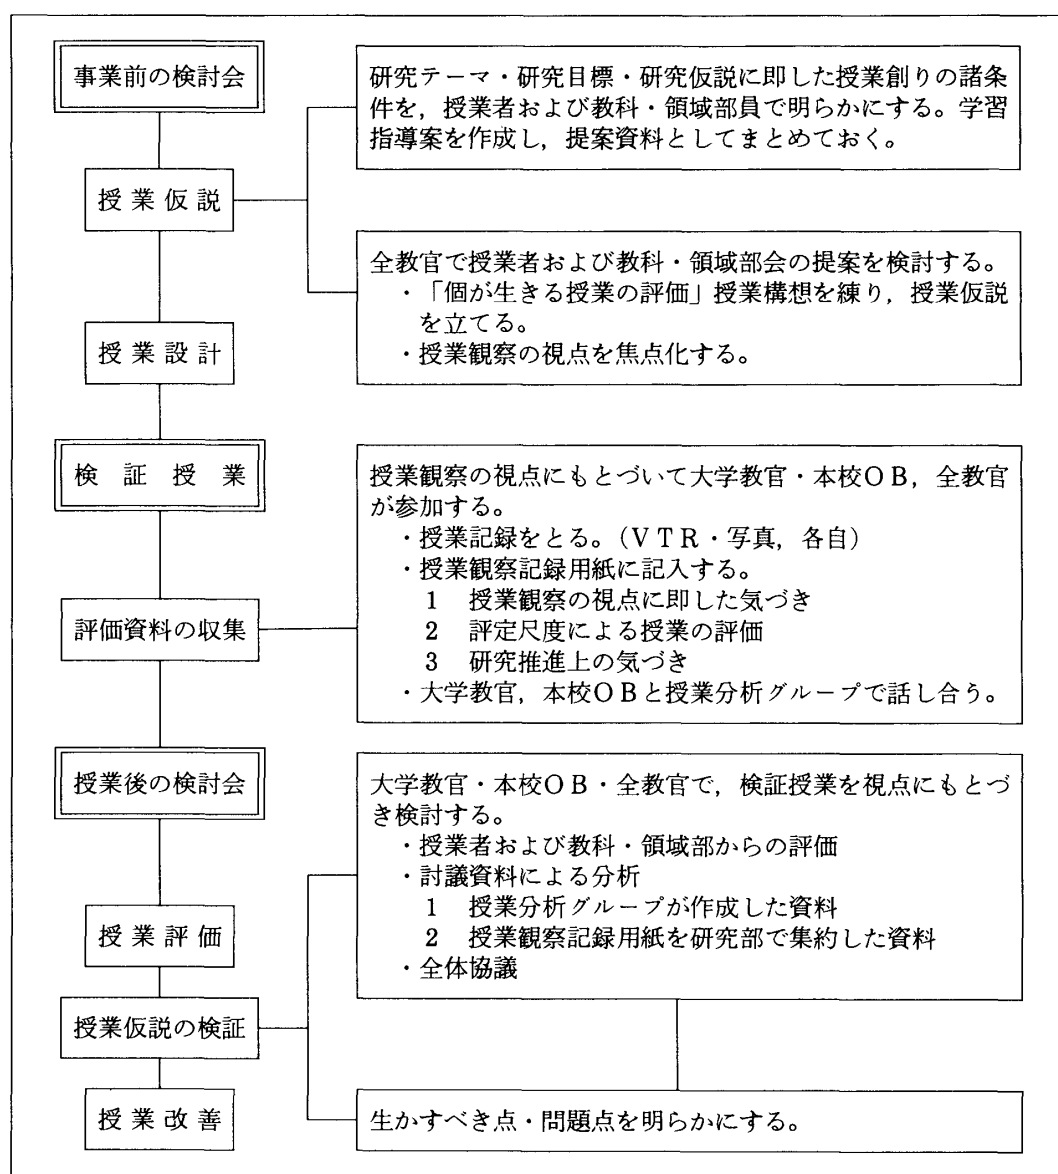 事業前の検討会
研究テーマ・研究目標・研究仮説に即した授業創りの諸条
件を，授業者および教科・領域部員で明らかにする。学習
指導案を作成し，提案資料としてまとめておく。
授業仮説
全教官で授業者および教科・領域部会の提案を検討する。
・「個が生きる授業の評価」授業構想を練り，授業仮説
を立てる。
・授業観察の視点を焦点化する。
授業設計
検証授業
授業観察の視点にもとづいて大学教官・本校ＯＢ，全教官
が参加する。
・授業記録をとる。（ＶＴＲ・写真，各自）
・授業観察記録用紙に記入する。
1　授業観察の視点に即した気づき
2　評定尺度による授業の評価
3　研究推進上の気づき
・大学教官，本校ＯＢと授業分析グループで話し合う。
評価資料の収集
授業後の検討会
大学教官・本校ＯＢ・全教官で，検証授業を視点にもとづ
き検討する。
・授業者および教科・領域部からの評価
・討議資料による分析
1　授業分析グループが作成した資料
2　授業観察記録用紙を研究部で集約した資料
・全体協議
授業評価
授業仮説の検証
授業改善
生かすべき点・問題点を明らかにする。